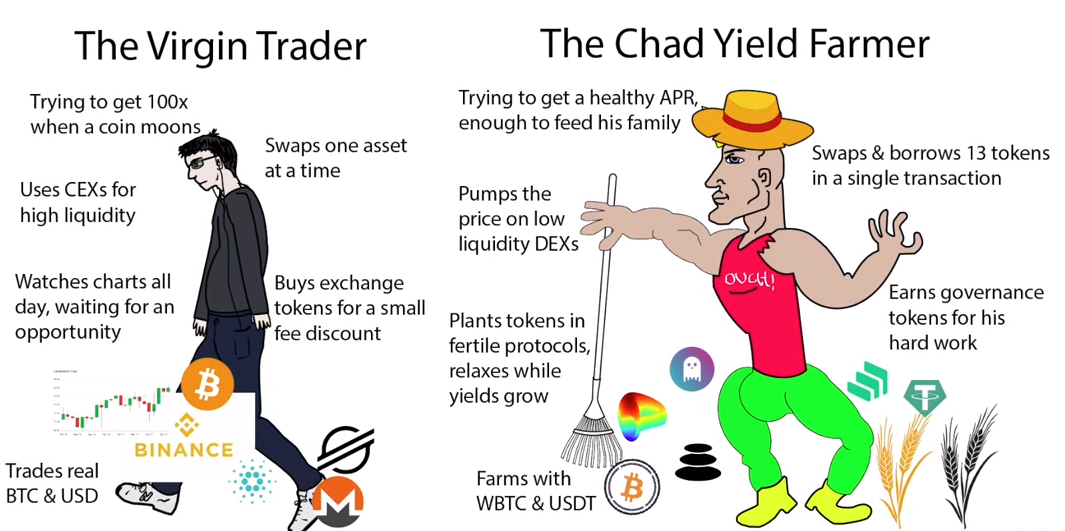 The Virgin Trader
Trying to get 100x
when a coin moons
Swaps one asset
at a time
Uses CEXs for
high liquidity
Watches charts all
day, waiting for an
opportunity
Buys exchange
tokens for a small
fee discount
BINANCE
Trades real
BTC & USD
The Chad Yield Farmer
Trying to get a healthy APR,
enough to feed his family
Swaps & borrows 13 tokens
in a single transaction
Pumps the
price on low
liquidity DEXs
OUCH!
Earns governance
tokens for his
hard work
Plants tokens in
fertile protocols,
relaxes while
yields grow
Farms with
WBTC & USDT